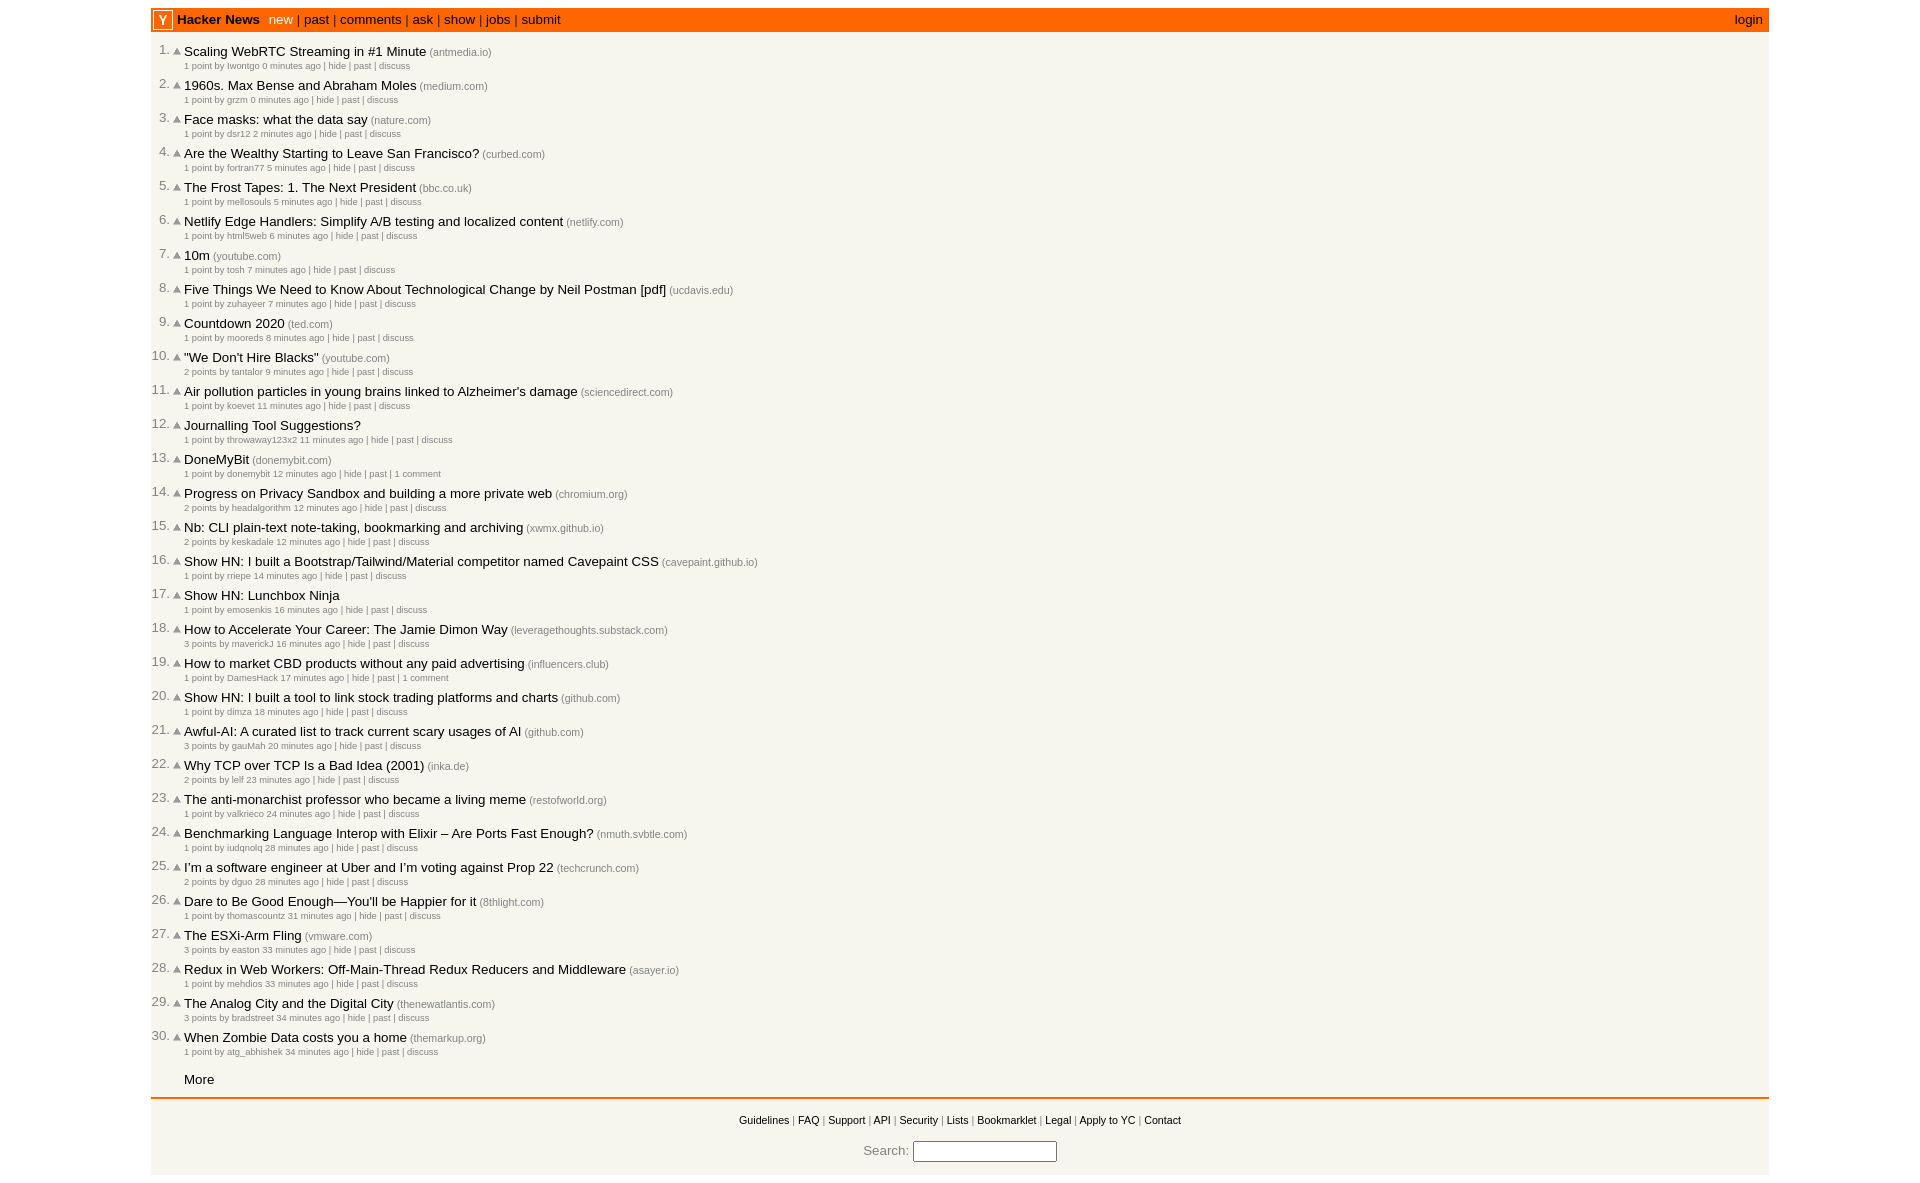 Y Hacker News new | past | comments | ask | show | jobs | submit login
1. Scaling WebRTC Streaming in #1 Minute (antmedia.io)
1 point by Iwontgo 0 minutes ago | hide | past | discuss
2. 1960s. Max Bense and Abraham Moles (medium.com)
1 point by grzm 0 minutes ago | hide | past | discuss
3. Face masks: what the data say (nature.com)
1 point by dsr12 2 minutes ago | hide | past | discuss
4. Are the Wealthy Starting to Leave San Francisco? (curbed.com)
1 point by fortran77 5 minutes ago | hide | past | discuss
5. The Frost Tapes: 1. The Next President (bbc.co.uk)
1 point by mellosouls 5 minutes ago | hide | past | discuss
6. Netlify Edge Handlers: Simplify A/B testing and localized content (netlify.com)
1 point by html5web 6 minutes ago | hide | past | discuss
7. 10m (youtube.com)
1 point by tosh 7 minutes ago | hide | past | discuss
8. Five Things We Need to Know About Technological Change by Neil Postman [pdf] (ucdavis.edu)
1 point by zuhayeer 7 minutes ago | hide | past | discuss
9. Countdown 2020 (ted.com)
1 point by mooreds 8 minutes ago | hide | past | discuss
10. "We Don't Hire Blacks" (youtube.com)
2 points by tantalor 9 minutes ago | hide | past | discuss
11. Air pollution particles in young brains linked to Alzheimer's damage (sciencedirect.com)
1 point by koevet 11 minutes ago | hide | past | discuss
12. Journalling Tool Suggestions?
1 point by throwaway123x2 11 minutes ago | hide | past | discuss
13. DoneMyBit (donemybit.com)
1 point by donemybit 12 minutes ago | hide | past | 1 comment
14. Progress on Privacy Sandbox and building a more private web (chromium.org)
2 points by headalgorithm 12 minutes ago | hide | past | discuss
15. Nb: CLI plain-text note-taking, bookmarking and archiving (xwmx.github.io)
2 points by keskadale 12 minutes ago | hide | past | discuss
16. Show HN: I built a Bootstrap/Tailwind/Material competitor named Cavepaint CSS (cavepaint.github.io)
1 point by rriepe 14 minutes ago | hide | past | discuss
17. Show HN: Lunchbox Ninja
1 point by emosenkis 16 minutes ago | hide | past | discuss
18. How to Accelerate Your Career: The Jamie Dimon Way (leveragethoughts.substack.com)
3 points by maverickJ 16 minutes ago | hide | past | discuss
19. How to market CBD products without any paid advertising (influencers.club)
1 point by DamesHack 17 minutes ago | hide | past | 1 comment
20. Show HN: I built a tool to link stock trading platforms and charts (github.com)
1 point by dimza 18 minutes ago | hide | past | discuss
21. Awful-AI: A curated list to track current scary usages of AI (github.com)
3 points by gauMah 20 minutes ago | hide | past | discuss
22. Why TCP over TCP Is a Bad Idea (2001) (inka.de)
2 points by lelf 23 minutes ago | hide | past | discuss
23. The anti-monarchist professor who became a living meme (restofworld.org)
1 point by valkrieco 24 minutes ago | hide | past | discuss
24. Benchmarking Language Interop with Elixir – Are Ports Fast Enough? (nmuth.svbtle.com)
1 point by iudqnolq 28 minutes ago | hide | past | discuss
25. I’m a software engineer at Uber and I’m voting against Prop 22 (techcrunch.com)
2 points by dguo 28 minutes ago | hide | past | discuss
26. Dare to Be Good Enough—You'll be Happier for it (8thlight.com)
1 point by thomascountz 31 minutes ago | hide | past | discuss
27. The ESXi-Arm Fling (vmware.com)
3 points by easton 33 minutes ago | hide | past | discuss
28. Redux in Web Workers: Off-Main-Thread Redux Reducers and Middleware (asayer.io)
1 point by mehdios 33 minutes ago | hide | past | discuss
29. The Analog City and the Digital City (thenewatlantis.com)
3 points by bradstreet 34 minutes ago | hide | past | discuss
30. When Zombie Data costs you a home (themarkup.org)
1 point by atg_abhishek 34 minutes ago | hide | past | discuss
More
Guidelines | FAQ | Support | API | Security | Lists | Bookmarklet | Legal | Apply to YC | Contact
Search: